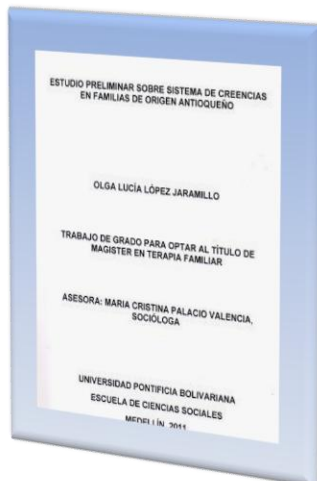 ESTUDIO PRELIMINAR SOBRE SISTEMA DE CREENCIAS
EN FAMILIAS DE ORIGEN ANTIOQUEÑO
OLGA LUCÍA LÓPEZ JARAMILLO
TRABAJO DE GRADO PARA OPTAR AL TÍTULO DE
MAGISTER EN TERAPIA FAMILIAR
ASESORA: MARIA CRISTINA PALACIO VALENCIA,
SOCIÓLOGA
UNIVERSIDAD PONTIFICIA BOLIVARIANA
ESCUELA DE CIENCIAS SOCIALES
MEDELLÍN, 2011